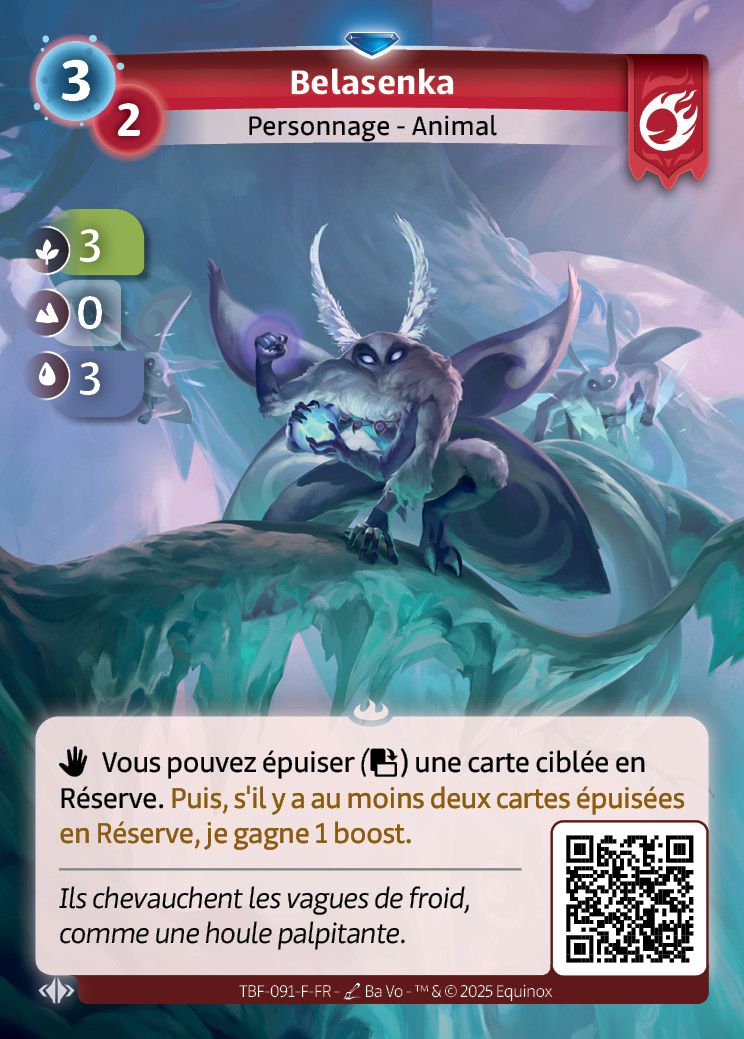 3
Belasenka
2
Personnage - Animal
3
0
3
Vous pouvez épuiser () une carte ciblée en
Réserve. Puis, s'il y a au moins deux cartes épuisées
en Réserve, je gagne 1 boost.
Ils chevauchent les vagues de froid,
comme une houle palpitante.
TBF-091-F-FR - Ba Vo - ™ & © 2025 Equinox